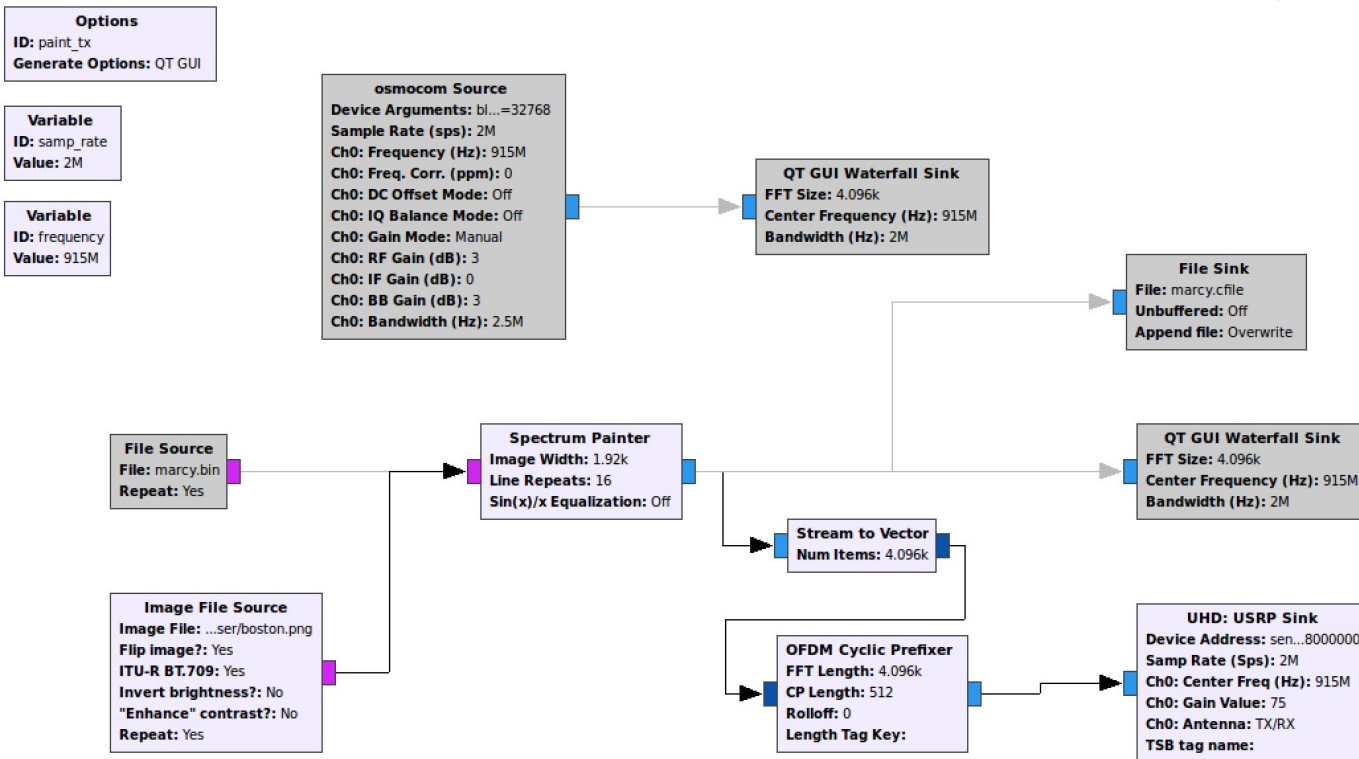 Options
ID: paint_tx
Generate Options: QT GUI
Variable
ID: samp_rate
Value: 2M
Variable
ID: frequency
Value: 915M
osmocom Source
Device Arguments: bl...=32768
Sample Rate (sps): 2M
Ch0: Frequency (Hz): 915M
Ch0: Freq. Corr. (ppm): 0
Ch0: DC Offset Mode: Off
Ch0: IQ Balance Mode: Off
Ch0: Gain Mode: Manual
Ch0: RF Gain (dB): 3
Ch0: IF Gain (dB): 0
Ch0: BB Gain (dB): 3
Ch0: Bandwidth (Hz): 2.5M
QT GUI Waterfall Sink
FFT Size: 4.096k
Center Frequency (Hz): 915M
Bandwidth (Hz): 2M
File Sink
File: marcy.cfile
Unbuffered: Off
Append file: Overwrite
File Source
File: marcy.bin
Repeat: Yes
Spectrum Painter
Image Width: 1.92k
Line Repeats: 16
Sin(x)/x Equalization: Off
QT GUI Waterfall Sink
FFT Size: 4.096k
Center Frequency (Hz): 915M
Bandwidth (Hz): 2M
Stream to Vector
Num Items: 4.096k
Image File Source
Image File: ...ser/boston.png
Flip image?: Yes
ITU-R BT.709: Yes
Invert brightness?: No
"Enhance" contrast?: No
Repeat: Yes
OFDM Cyclic Prefixer
FFT Length: 4.096k
CP Length: 512
Rolloff: 0
Length Tag Key:
UHD: USRP Sink
Device Address: sen...8000000
Samp Rate (Sps): 2M
Ch0: Center Freq (Hz): 915M
Ch0: Gain Value: 75
Ch0: Antenna: TX/RX
TSB tag name: